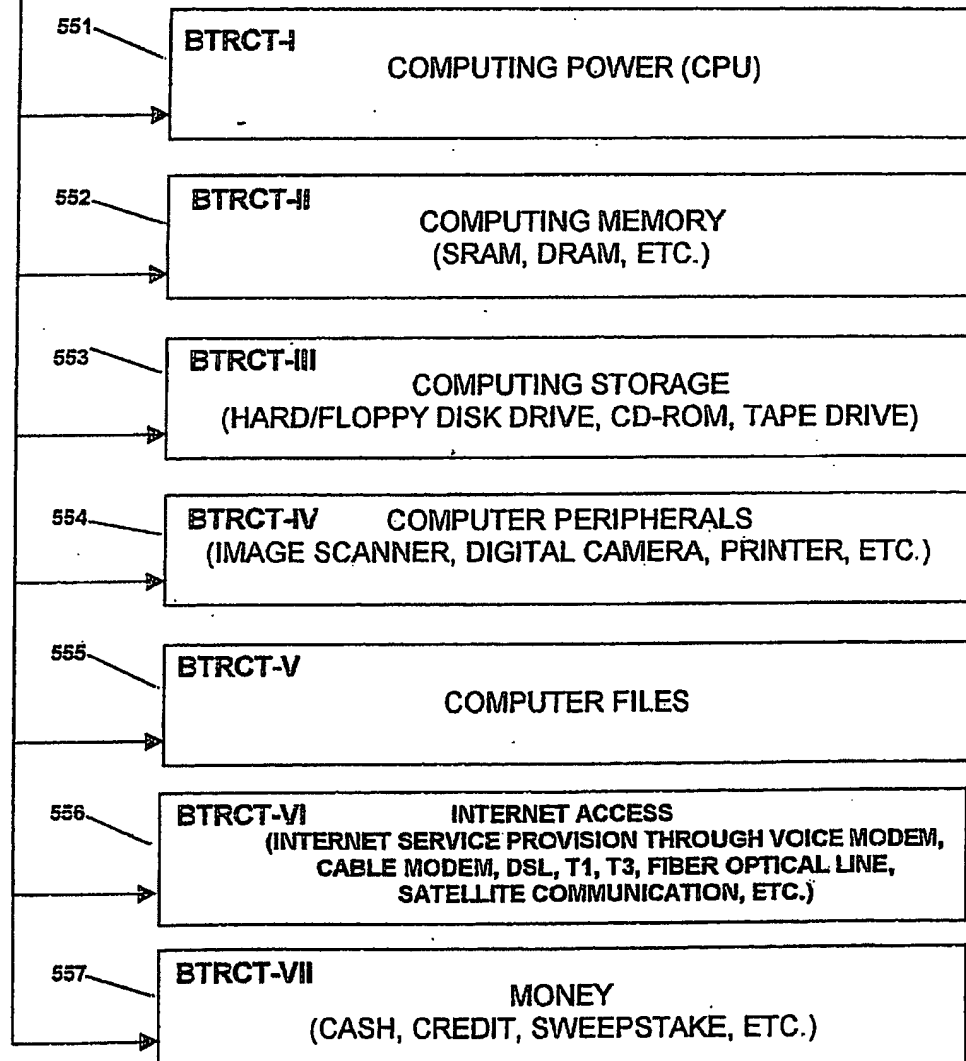 551
BTRCT-I
COMPUTING POWER (CPU)
552
BTRCT-II
COMPUTING MEMORY
(SRAM, DRAM, ETC.)
553
BTRCT-III
COMPUTING STORAGE
(HARD/FLOPPY DISK DRIVE, CD-ROM, TAPE DRIVE)
554
BTRCT-IV COMPUTER PERIPHERALS
(IMAGE SCANNER, DIGITAL CAMERA, PRINTER, ETC.)
555
BTRCT-V
COMPUTER FILES
556
BTRCT-VI INTERNET ACCESS
(INTERNET SERVICE PROVISION THROUGH VOICE MODEM,
CABLE MODEM, DSL, T1, T3, FIBER OPTICAL LINE,
SATELLITE COMMUNICATION, ETC.)
557
BTRCT-VII
MONEY
(CASH, CREDIT, SWEEPSTAKE, ETC.)